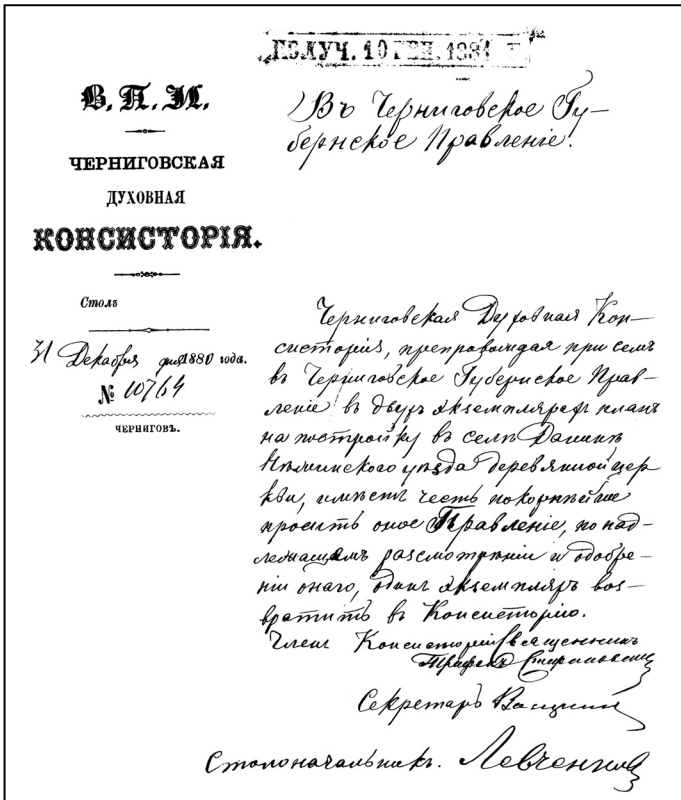 ПОЛУЧ. 10 ГЕН. 1881 г.
В. П. И.
ЧЕРНИГОВСКАЯ
ДУХОВНАЯ
КОНСИСТОРІЯ.
Столъ
31 Декабря дня 1880 года.
№ 10764
ЧЕРНИГОВЪ.
Въ Черниговское Гу-
бернское Правленіе.
Черниговская Духовная Кон-
систорія, препровождая при семъ
въ Черниговское Губернское Прав-
леніе въ двухъ экземплярахъ планъ
на постройку въ селѣ Данинѣ
Нѣжинскаго уѣзда деревянной цер
кви, имѣетъ честь покорнѣйше
просить оное Правленіе, по над-
лежащемъ разсмотрѣніи и одобре-
ніи онаго, одинъ экземпляръ воз-
вратить въ Консисторію.
Членъ Консисторіи Священникъ
Секретарь
Столоначальникъ. Левченко